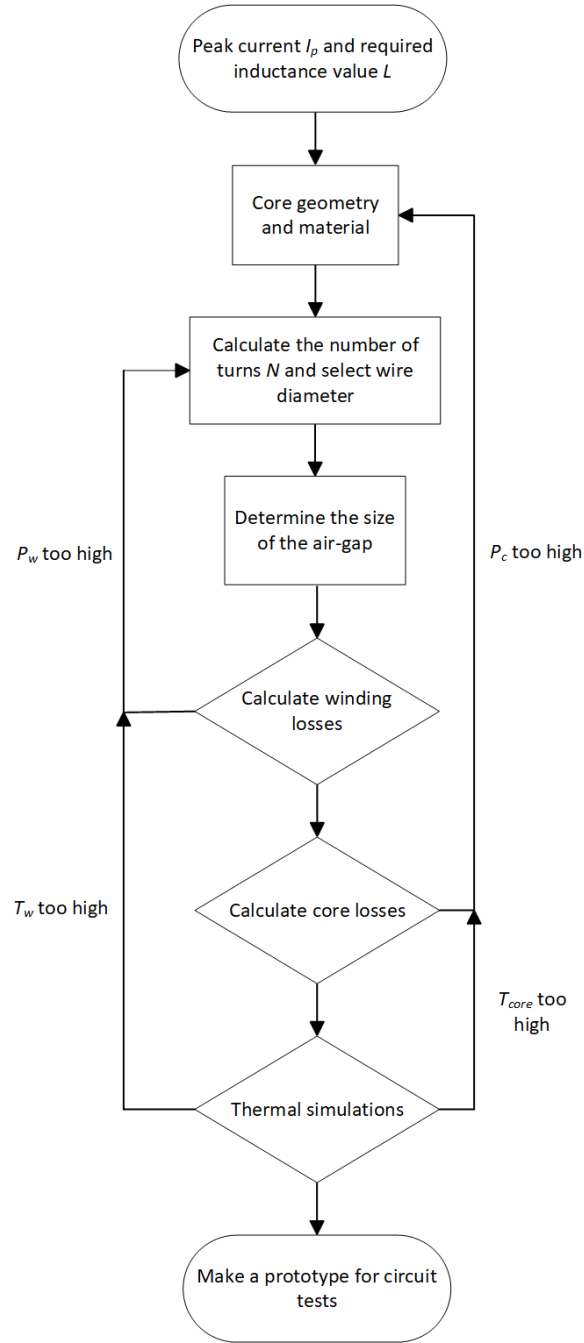 Peak current Ip and required
inductance value L
Core geometry
and material
Calculate the number of
turns N and select wire
diameter
Determine the size
of the air-gap
Pw too high
Pc too high
Calculate winding
losses
Tw too high
Calculate core losses
Tcore too
high
Thermal simulations
Make a prototype for circuit
tests